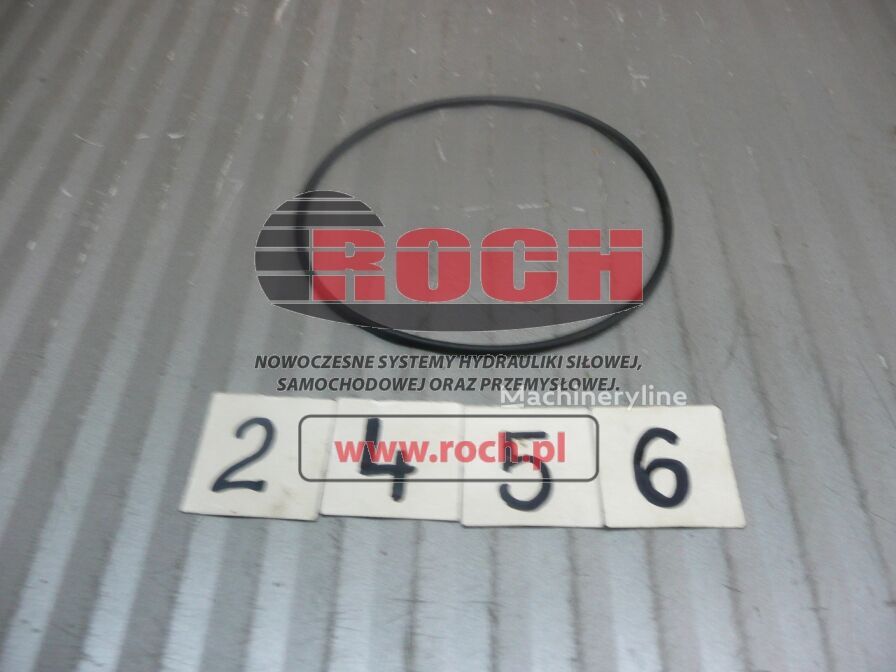 ROCH
NOWOCZESNE SYSTEMY HYDRAULIKI SIŁOWEJ,
SAMOCHODOWEJ ORAZ PRZEMYSŁOWEJ.
Machineryline
www.roch.pl
2 4 5 6